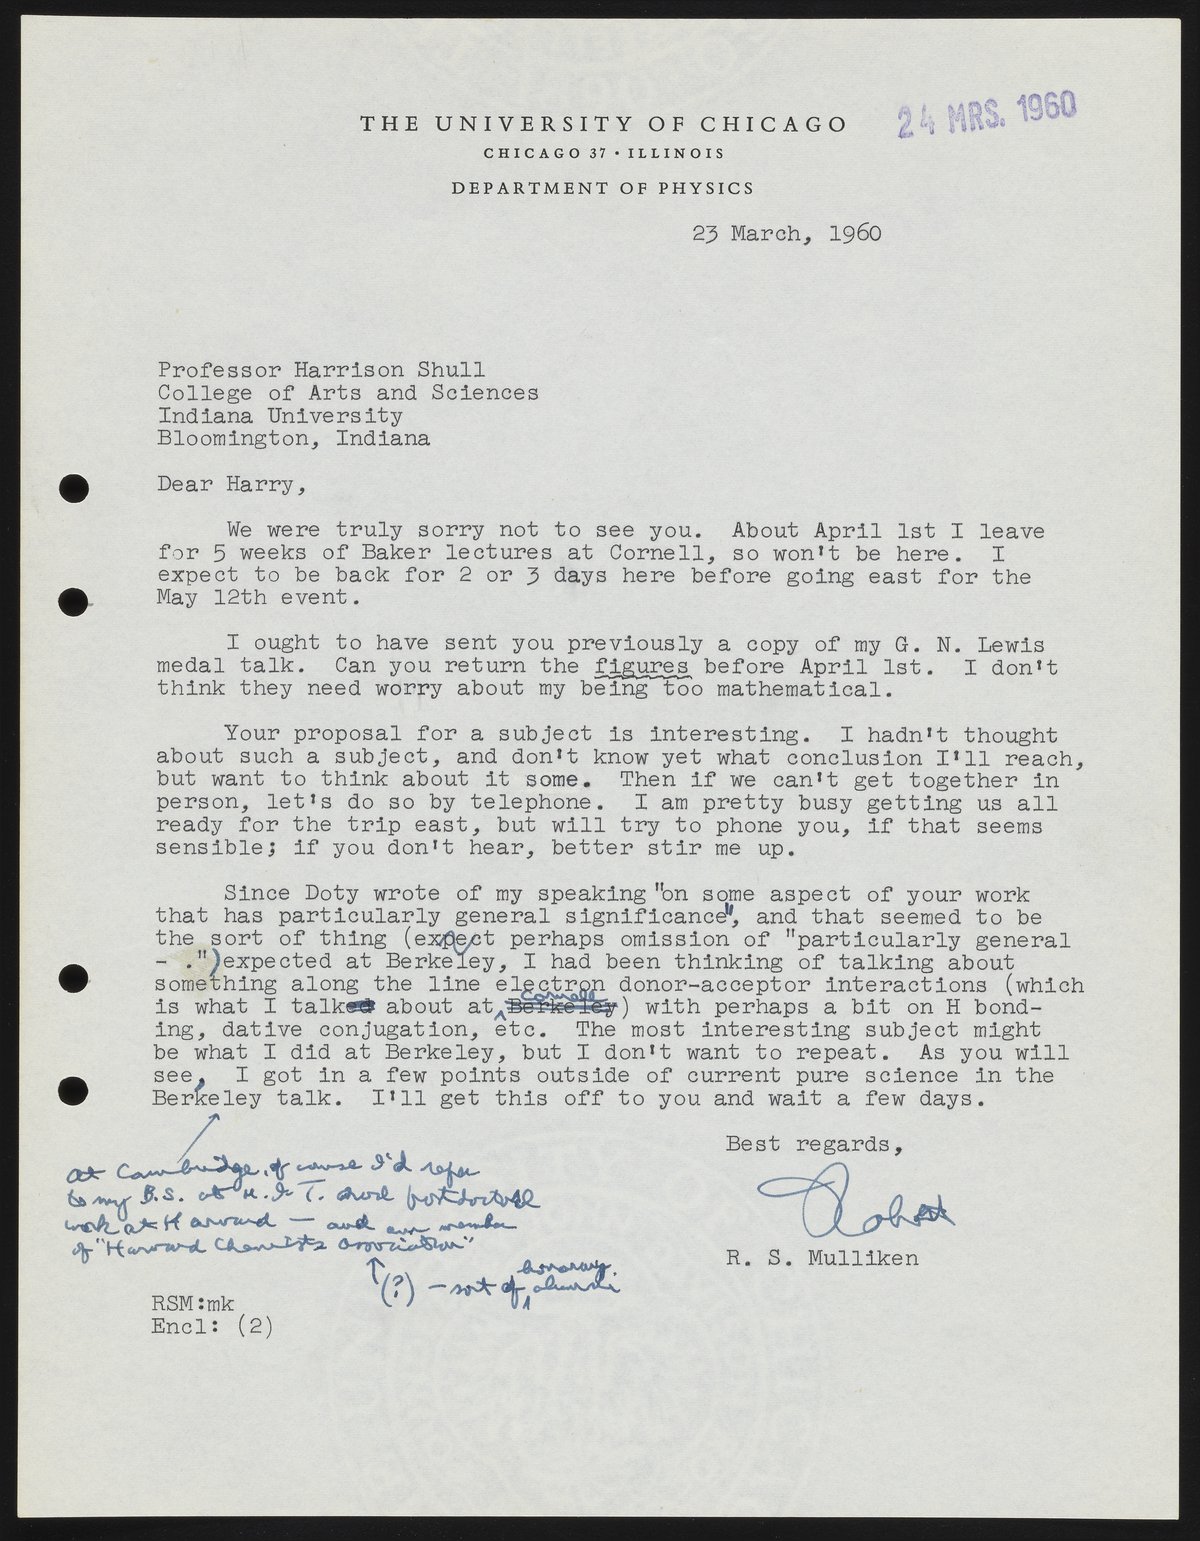 THE UNIVERSITY OF CHICAGO
24 MRS. 1960
CHICAGO 37 · ILLINOIS
DEPARTMENT OF PHYSICS
23 March, 1960
Professor Harrison Shull
College of Arts and Sciences
Indiana University
Bloomington, Indiana
Dear Harry,
We were truly sorry not to see you. About April 1st I leave
for 5 weeks of Baker lectures at Cornell, so won't be here. I
expect to be back for 2 or 3 days here before going east for the
May 12th event.
I ought to have sent you previously a copy of my G. N. Lewis
medal talk. Can you return the figures before April 1st. I don't
think they need worry about my being too mathematical.
Your proposal for a subject is interesting. I hadn't thought
about such a subject, and don't know yet what conclusion I'll reach,
but want to think about it some. Then if we can't get together in
person, let's do so by telephone. I am pretty busy getting us all
ready for the trip east, but will try to phone you, if that seems
sensible; if you don't hear, better stir me up.
Since Doty wrote of my speaking "on some aspect of your work
that has particularly general significance", and that seemed to be
the sort of thing (expect perhaps omission of "particularly general
- .") expected at Berkeley, I had been thinking of talking about
something along the line electron donor-acceptor interactions (which
Cornell
is what I talked about at Berkeley) with perhaps a bit on H bond-
ing, dative conjugation, etc. The most interesting subject might
be what I did at Berkeley, but I don't want to repeat. As you will
see, I got in a few points outside of current pure science in the
Berkeley talk. I'll get this off to you and wait a few days.
Best regards,
at Cambridge, of course I'd refer
to my B.S. at M.I.T. and postdoctoral
work at Harvard — and am member
of "Harvard Chemists Association"
Robert
R. S. Mulliken
honorary
(?) — sort of alumni
RSM:mk
Encl: (2)